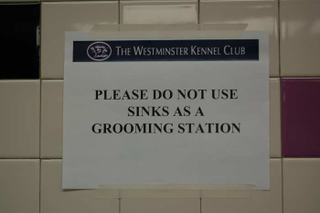 THE WESTMINSTER KENNEL CLUB
PLEASE DO NOT USE
SINKS AS A
GROOMING STATION